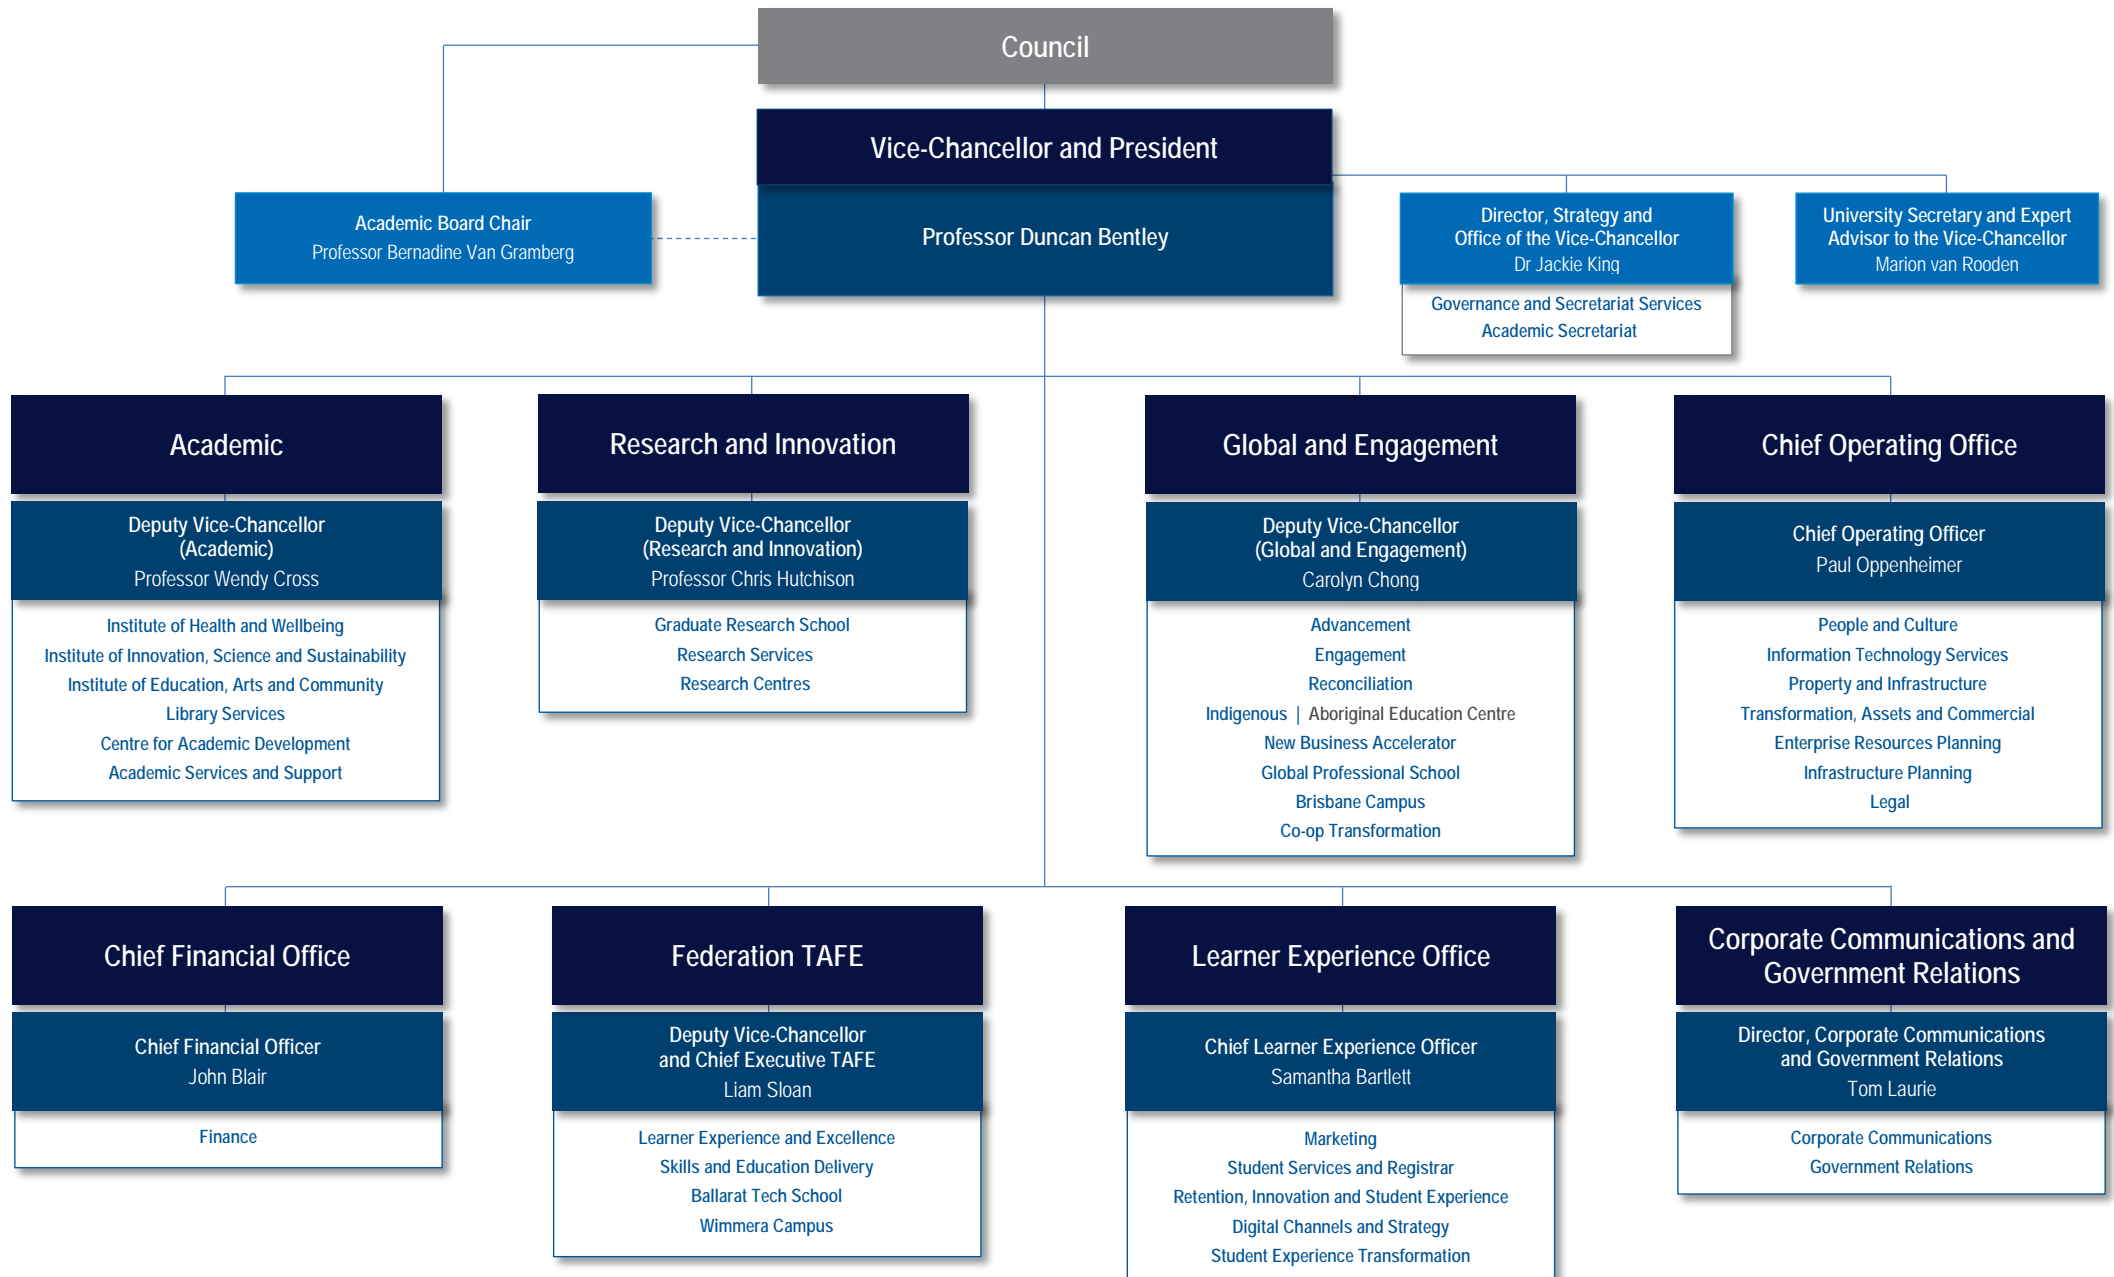 Council
Vice-Chancellor and President
Professor Duncan Bentley
Academic Board Chair
Professor Bernadine Van Gramberg
Director, Strategy and
Office of the Vice-Chancellor
Dr Jackie King
Governance and Secretariat Services
Academic Secretariat
University Secretary and Expert
Advisor to the Vice-Chancellor
Marion van Rooden
Academic
Deputy Vice-Chancellor
(Academic)
Professor Wendy Cross
Institute of Health and Wellbeing
Institute of Innovation, Science and Sustainability
Institute of Education, Arts and Community
Library Services
Centre for Academic Development
Academic Services and Support
Research and Innovation
Deputy Vice-Chancellor
(Research and Innovation)
Professor Chris Hutchison
Graduate Research School
Research Services
Research Centres
Global and Engagement
Deputy Vice-Chancellor
(Global and Engagement)
Carolyn Chong
Advancement
Engagement
Reconciliation
Indigenous | Aboriginal Education Centre
New Business Accelerator
Global Professional School
Brisbane Campus
Co-op Transformation
Chief Operating Office
Chief Operating Officer
Paul Oppenheimer
People and Culture
Information Technology Services
Property and Infrastructure
Transformation, Assets and Commercial
Enterprise Resources Planning
Infrastructure Planning
Legal
Chief Financial Office
Chief Financial Officer
John Blair
Finance
Federation TAFE
Deputy Vice-Chancellor
and Chief Executive TAFE
Liam Sloan
Learner Experience and Excellence
Skills and Education Delivery
Ballarat Tech School
Wimmera Campus
Learner Experience Office
Chief Learner Experience Officer
Samantha Bartlett
Marketing
Student Services and Registrar
Retention, Innovation and Student Experience
Digital Channels and Strategy
Student Experience Transformation
Corporate Communications and
Government Relations
Director, Corporate Communications
and Government Relations
Tom Laurie
Corporate Communications
Government Relations